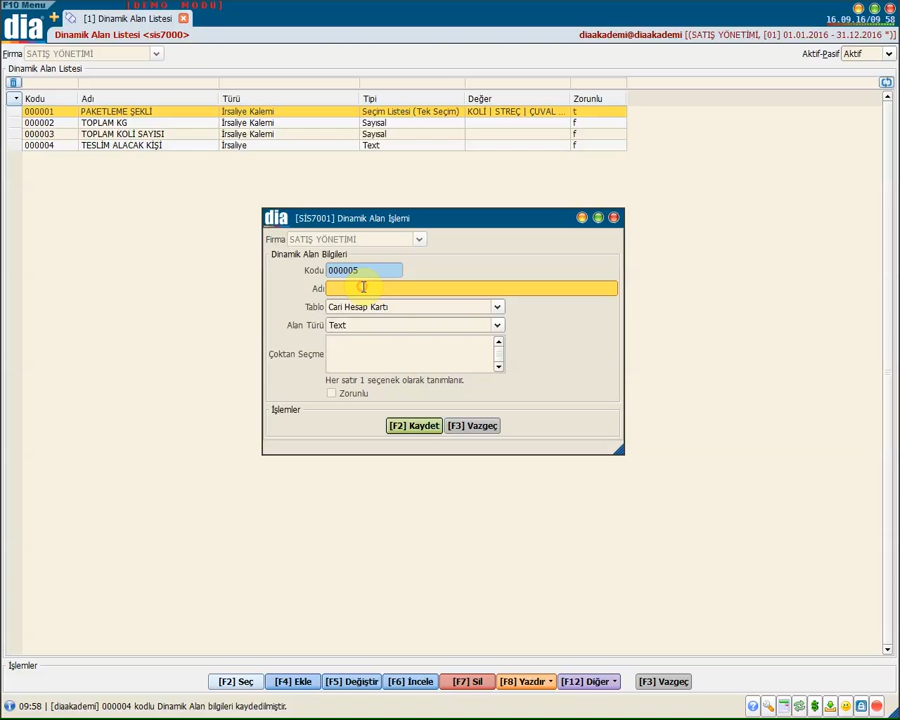 F10 Menu
[DEMO MODU]
dia
[1] Dinamik Alan Listesi
16.09.16/09 58
Dinamik Alan Listesi <sis7000>
diaakademi@diaakademi [(SATIŞ YÖNETİMİ, [01] 01.01.2016 - 31.12.2016 ")]
Firma SATIŞ YÖNETİMİ
Aktif-Pasif Aktif
Dinamik Alan Listesi
Kodu Adı Türü Tipi Değer Zorunlu
000001 PAKETLEME ŞEKLİ İrsaliye Kalemi Seçim Listesi (Tek Seçim) KOLİ | STREÇ | ÇUVAL ... t
000002 TOPLAM KG İrsaliye Kalemi Sayısal f
000003 TOPLAM KOLİ SAYISI İrsaliye Kalemi Sayısal f
000004 TESLİM ALACAK KİŞİ İrsaliye Text f
dia [SİS7001] Dinamik Alan İşlemi
Firma SATIŞ YÖNETİMİ
Dinamik Alan Bilgileri
Kodu 000005
Adı
Tablo Cari Hesap Kartı
Alan Türü Text
Çoktan Seçme
Her satır 1 seçenek olarak tanımlanır.
Zorunlu
İşlemler
[F2] Kaydet [F3] Vazgeç
İşlemler
[F2] Seç [F4] Ekle [F5] Değiştir [F6] İncele [F7] Sil [F8] Yazdır [F12] Diğer [F3] Vazgeç
09:58 | [diaakademi] 000004 kodlu Dinamik Alan bilgileri kaydedilmiştir.